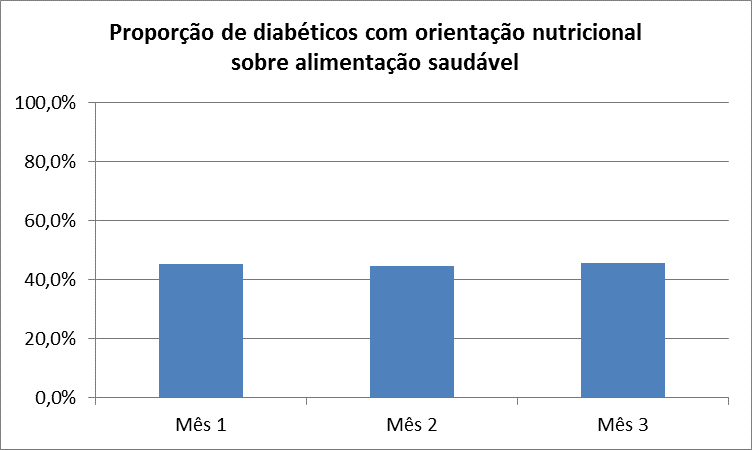 Proporção de diabéticos com orientação nutricional
sobre alimentação saudável
100,0%
80,0%
60,0%
40,0%
20,0%
0,0%
Mês 1
Mês 2
Mês 3